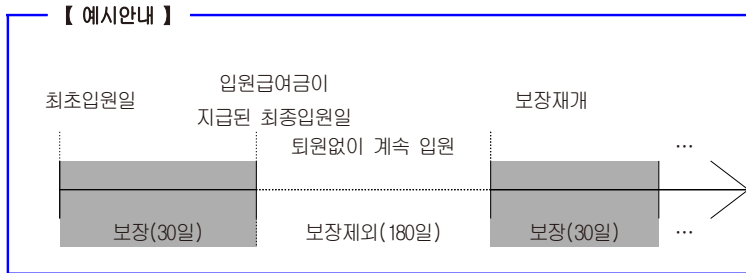 【 예시안내 】
입원급여금이
최초입원일
보장재개
지급된 최종입원일
퇴원없이 계속 입원
…
보장(30일)
보장제외(180일)
보장(30일)
…